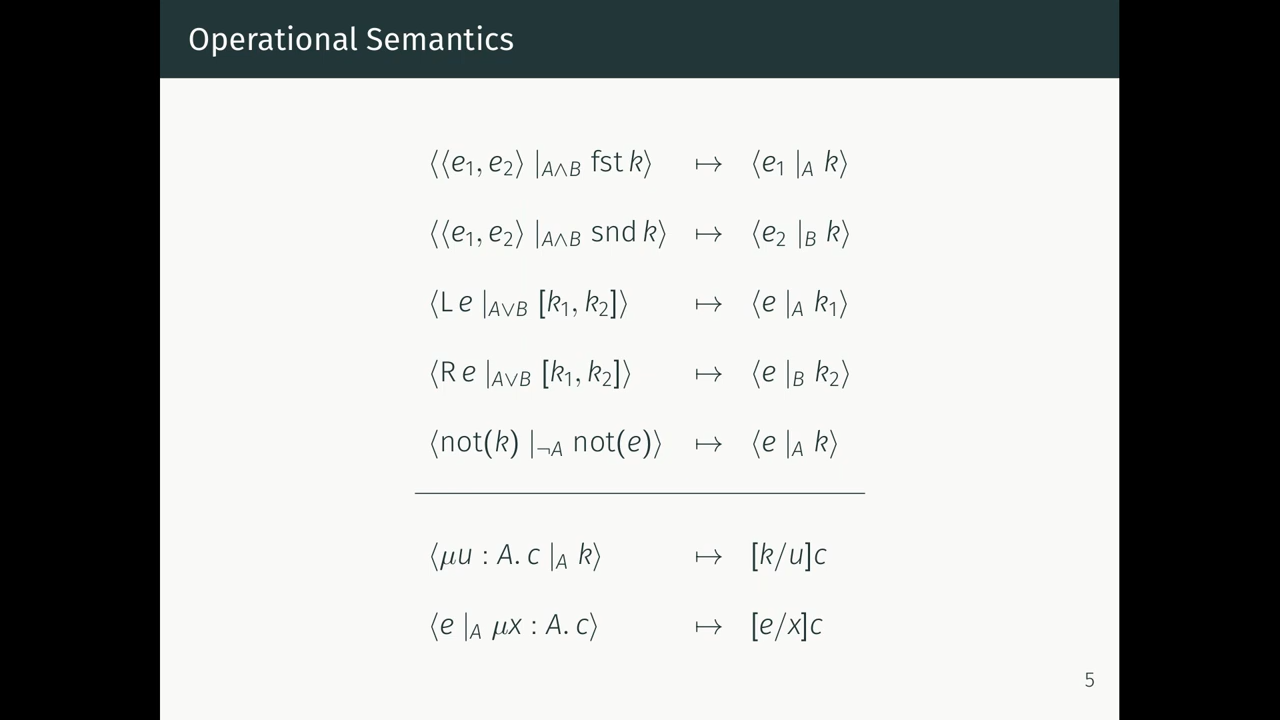 Operational Semantics
⟨⟨e₁, e₂⟩ |_{A∧B} fst k⟩ ↦ ⟨e₁ |_A k⟩
⟨⟨e₁, e₂⟩ |_{A∧B} snd k⟩ ↦ ⟨e₂ |_B k⟩
⟨L e |_{A∨B} [k₁, k₂]⟩ ↦ ⟨e |_A k₁⟩
⟨R e |_{A∨B} [k₁, k₂]⟩ ↦ ⟨e |_B k₂⟩
⟨not(k) |_{¬A} not(e)⟩ ↦ ⟨e |_A k⟩
⟨μu : A. c |_A k⟩ ↦ [k/u]c
⟨e |_A μx : A. c⟩ ↦ [e/x]c
5